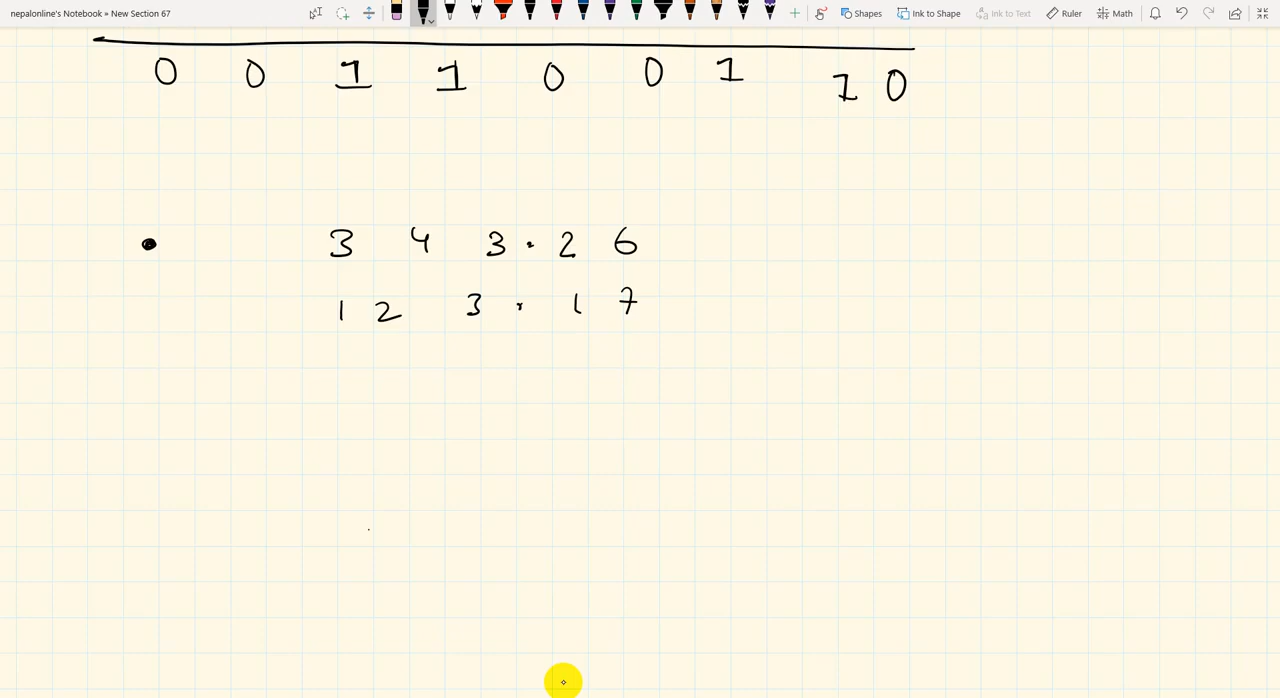 nepalonline's Notebook » New Section 67
Shapes Ink to Shape Ink to Text Ruler Math
0 0 1 1 0 0 1 1 0
3 4 3 . 2 6
1 2 3 . 1 7